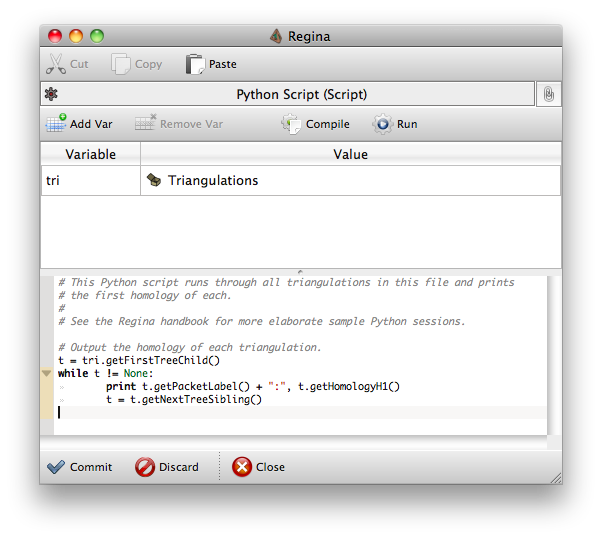 Regina
Cut Copy Paste
Python Script (Script)
Add Var Remove Var Compile Run
Variable Value
tri Triangulations
# This Python script runs through all triangulations in this file and prints
# the first homology of each.
#
# See the Regina handbook for more elaborate sample Python sessions.
# Output the homology of each triangulation.
t = tri.getFirstTreeChild()
while t != None:
print t.getPacketLabel() + ":", t.getHomologyH1()
t = t.getNextTreeSibling()
Commit Discard Close